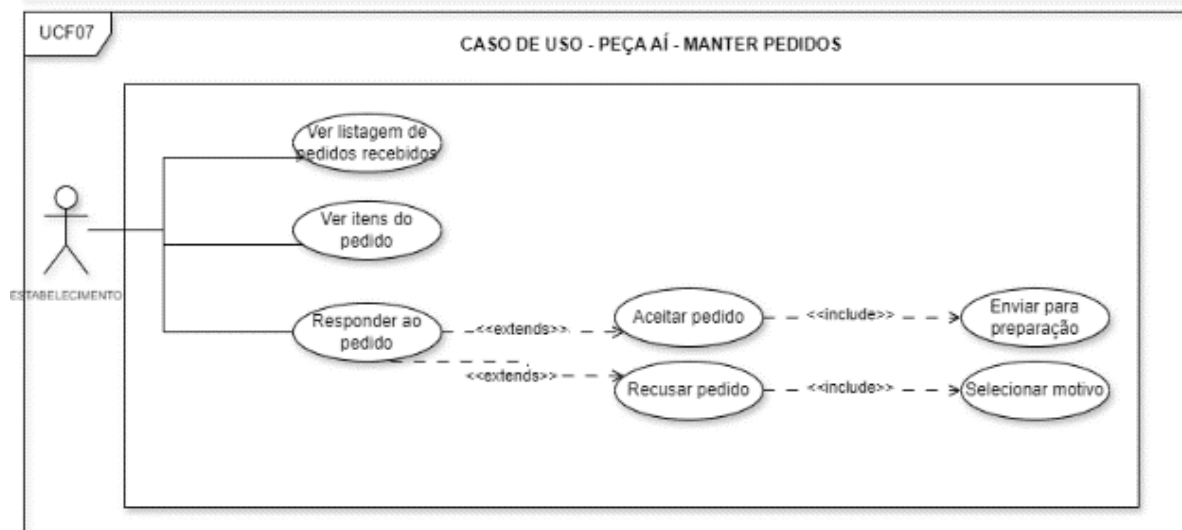 UCF07
CASO DE USO - PEÇA AÍ - MANTER PEDIDOS
Ver listagem de
pedidos recebidos
Ver itens do
pedido
ESTABELECIMENTO
Responder ao
pedido
<<extends>>
Aceitar pedido
<<include>>
Enviar para
preparação
<<extends>>
Recusar pedido
<<include>>
Selecionar motivo